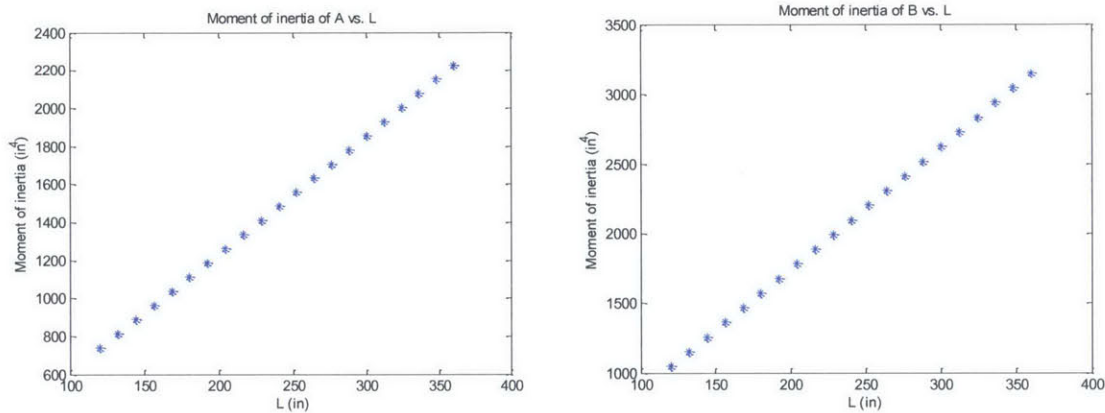 Moment of inertia of A vs. L
2400
2200
2000
1800
1600
1400
1200
1000
800
600
Moment of inertia (in⁴)
100 150 200 250 300 350 400
L (in)
Moment of inertia of B vs. L
3500
3000
2500
2000
1500
1000
Moment of inertia (in⁴)
100 150 200 250 300 350 400
L (in)